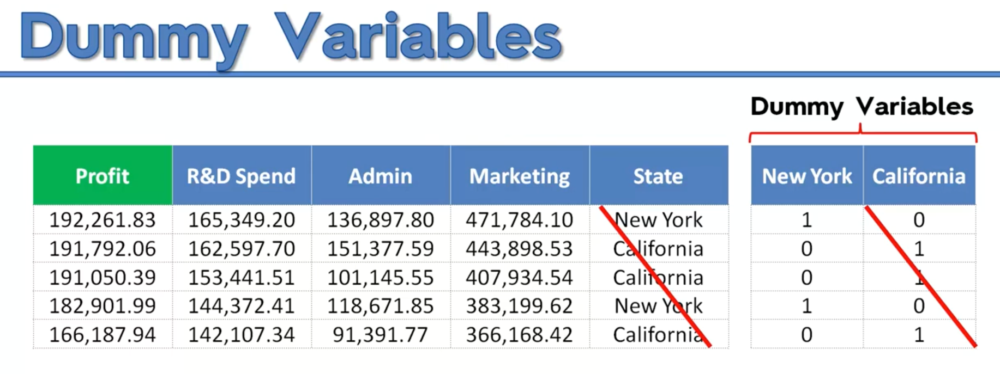 Dummy Variables
Dummy Variables
Profit R&D Spend Admin Marketing State New York California
192,261.83 165,349.20 136,897.80 471,784.10 New York 1 0
191,792.06 162,597.70 151,377.59 443,898.53 California 0 1
191,050.39 153,441.51 101,145.55 407,934.54 California 0 1
182,901.99 144,372.41 118,671.85 383,199.62 New York 1 0
166,187.94 142,107.34 91,391.77 366,168.42 California 0 1